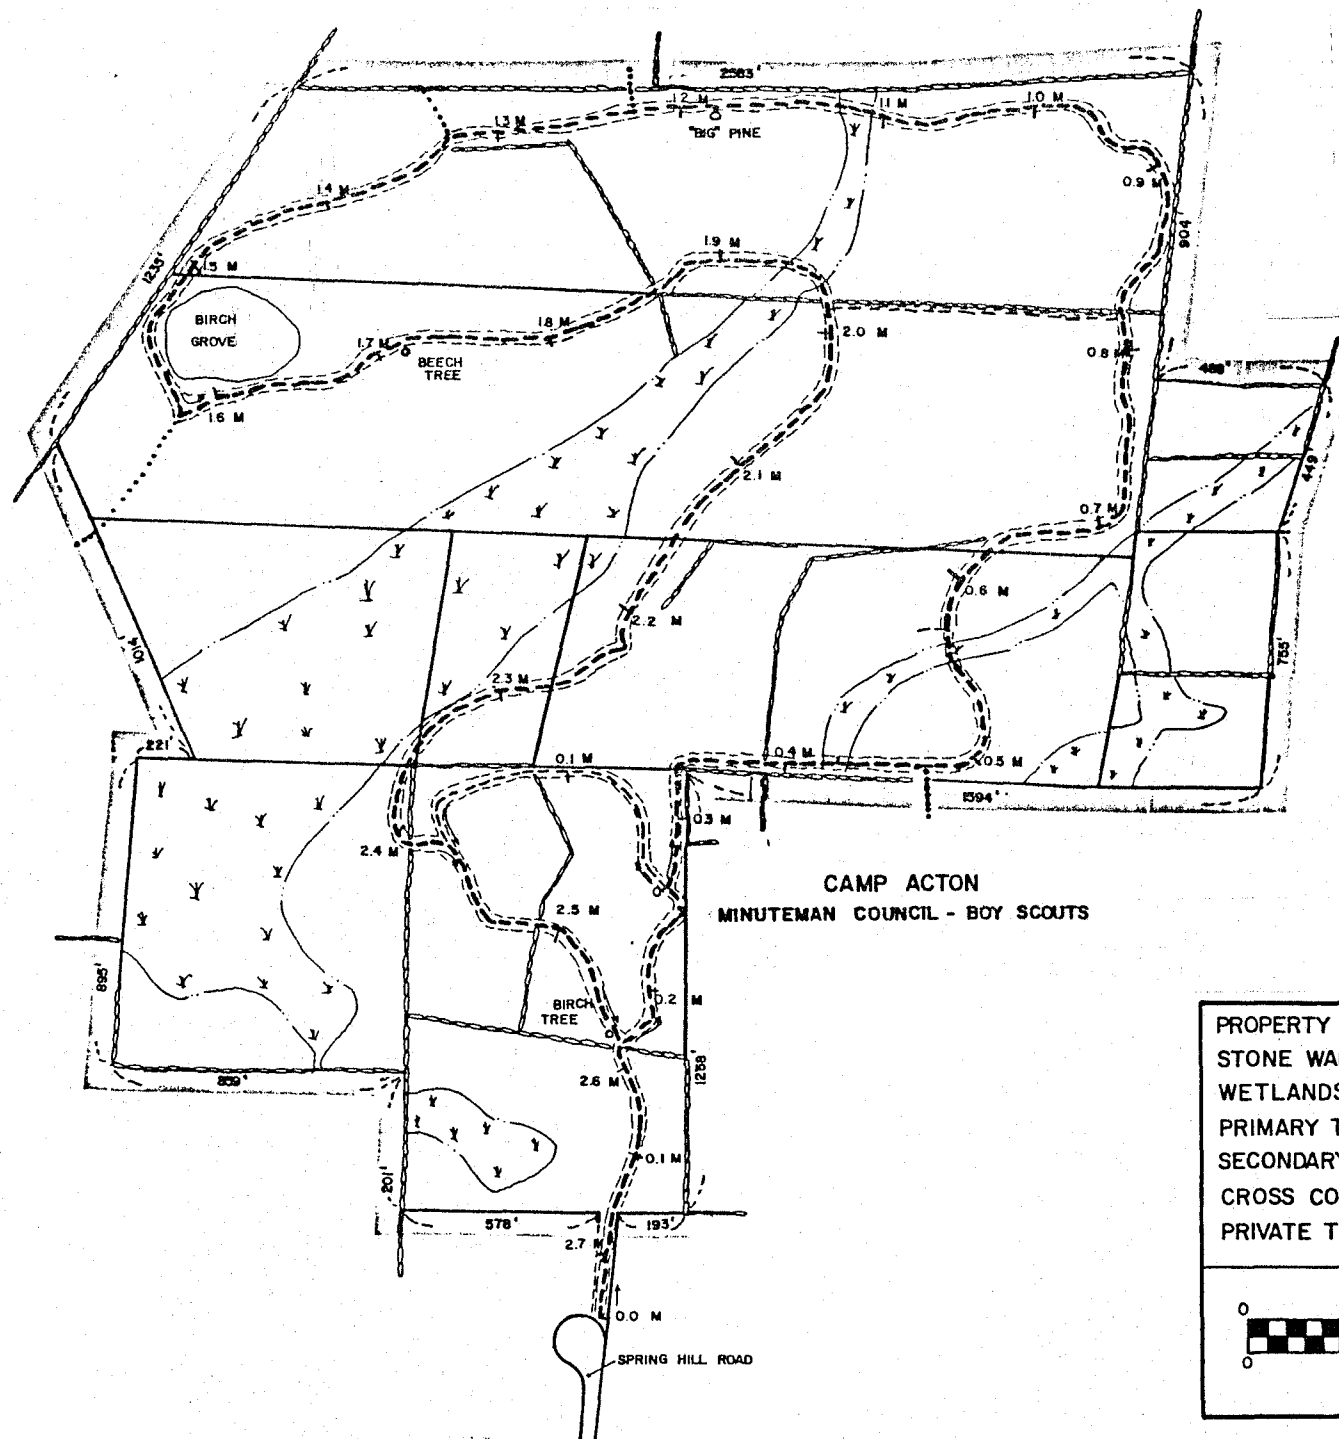 2583'
1.3 M
1.2 M
1.1 M
1.0 M
"BIG" PINE
0.9 M
1.4 M
904'
1.9 M
1235'
1.5 M
BIRCH
GROVE
1.8 M
2.0 M
1.7 M
BEECH
TREE
0.8 M
488'
1.6 M
449'
2.1 M
0.7 M
0.6 M
2.2 M
1014'
755'
2.3 M
221'
0.1 M
0.4 M
0.5 M
1594'
0.3 M
2.4 M
CAMP ACTON
MINUTEMAN COUNCIL - BOY SCOUTS
2.5 M
895'
BIRCH
TREE
0.2 M
PROPERTY
STONE WA
WETLANDS
PRIMARY T
SECONDARY
CROSS CO
PRIVATE T
859'
2.6 M
1258'
0.1 M
201'
578'
193'
2.7 M
0.0 M
0
0
SPRING HILL ROAD